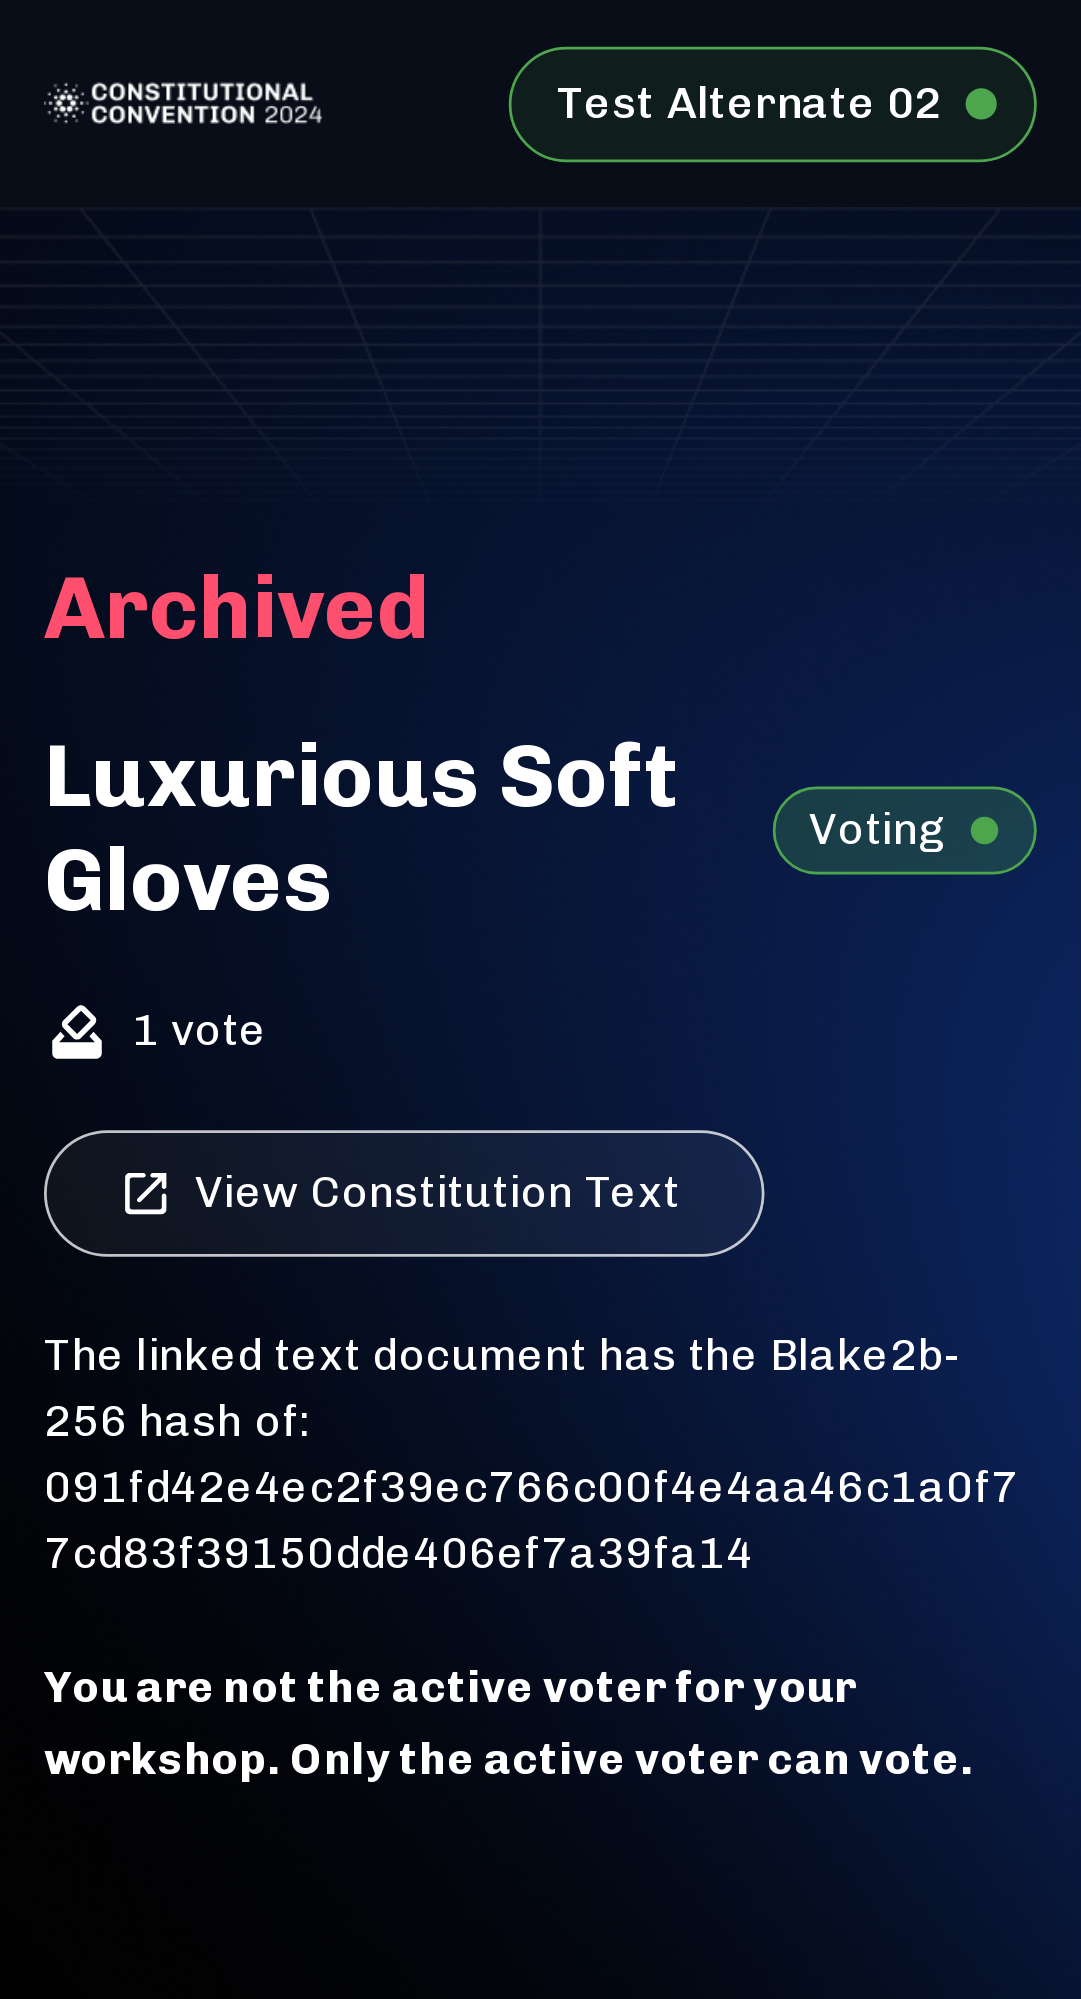 CONSTITUTIONAL
CONVENTION 2024
Test Alternate 02
Archived
Luxurious Soft
Gloves
Voting
1 vote
View Constitution Text
The linked text document has the Blake2b-
256 hash of:
091fd42e4ec2f39ec766c00f4e4aa46c1a0f7
7cd83f39150dde406ef7a39fa14
You are not the active voter for your
workshop. Only the active voter can vote.